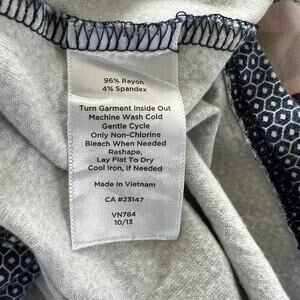 96% Rayon
4% Spandex
Turn Garment Inside Out
Machine Wash Cold
Gentle Cycle
Only Non-Chlorine
Bleach When Needed
Reshape,
Lay Flat To Dry
Cool Iron, If Needed
Made In Vietnam
CA #23147
VN784
10/13